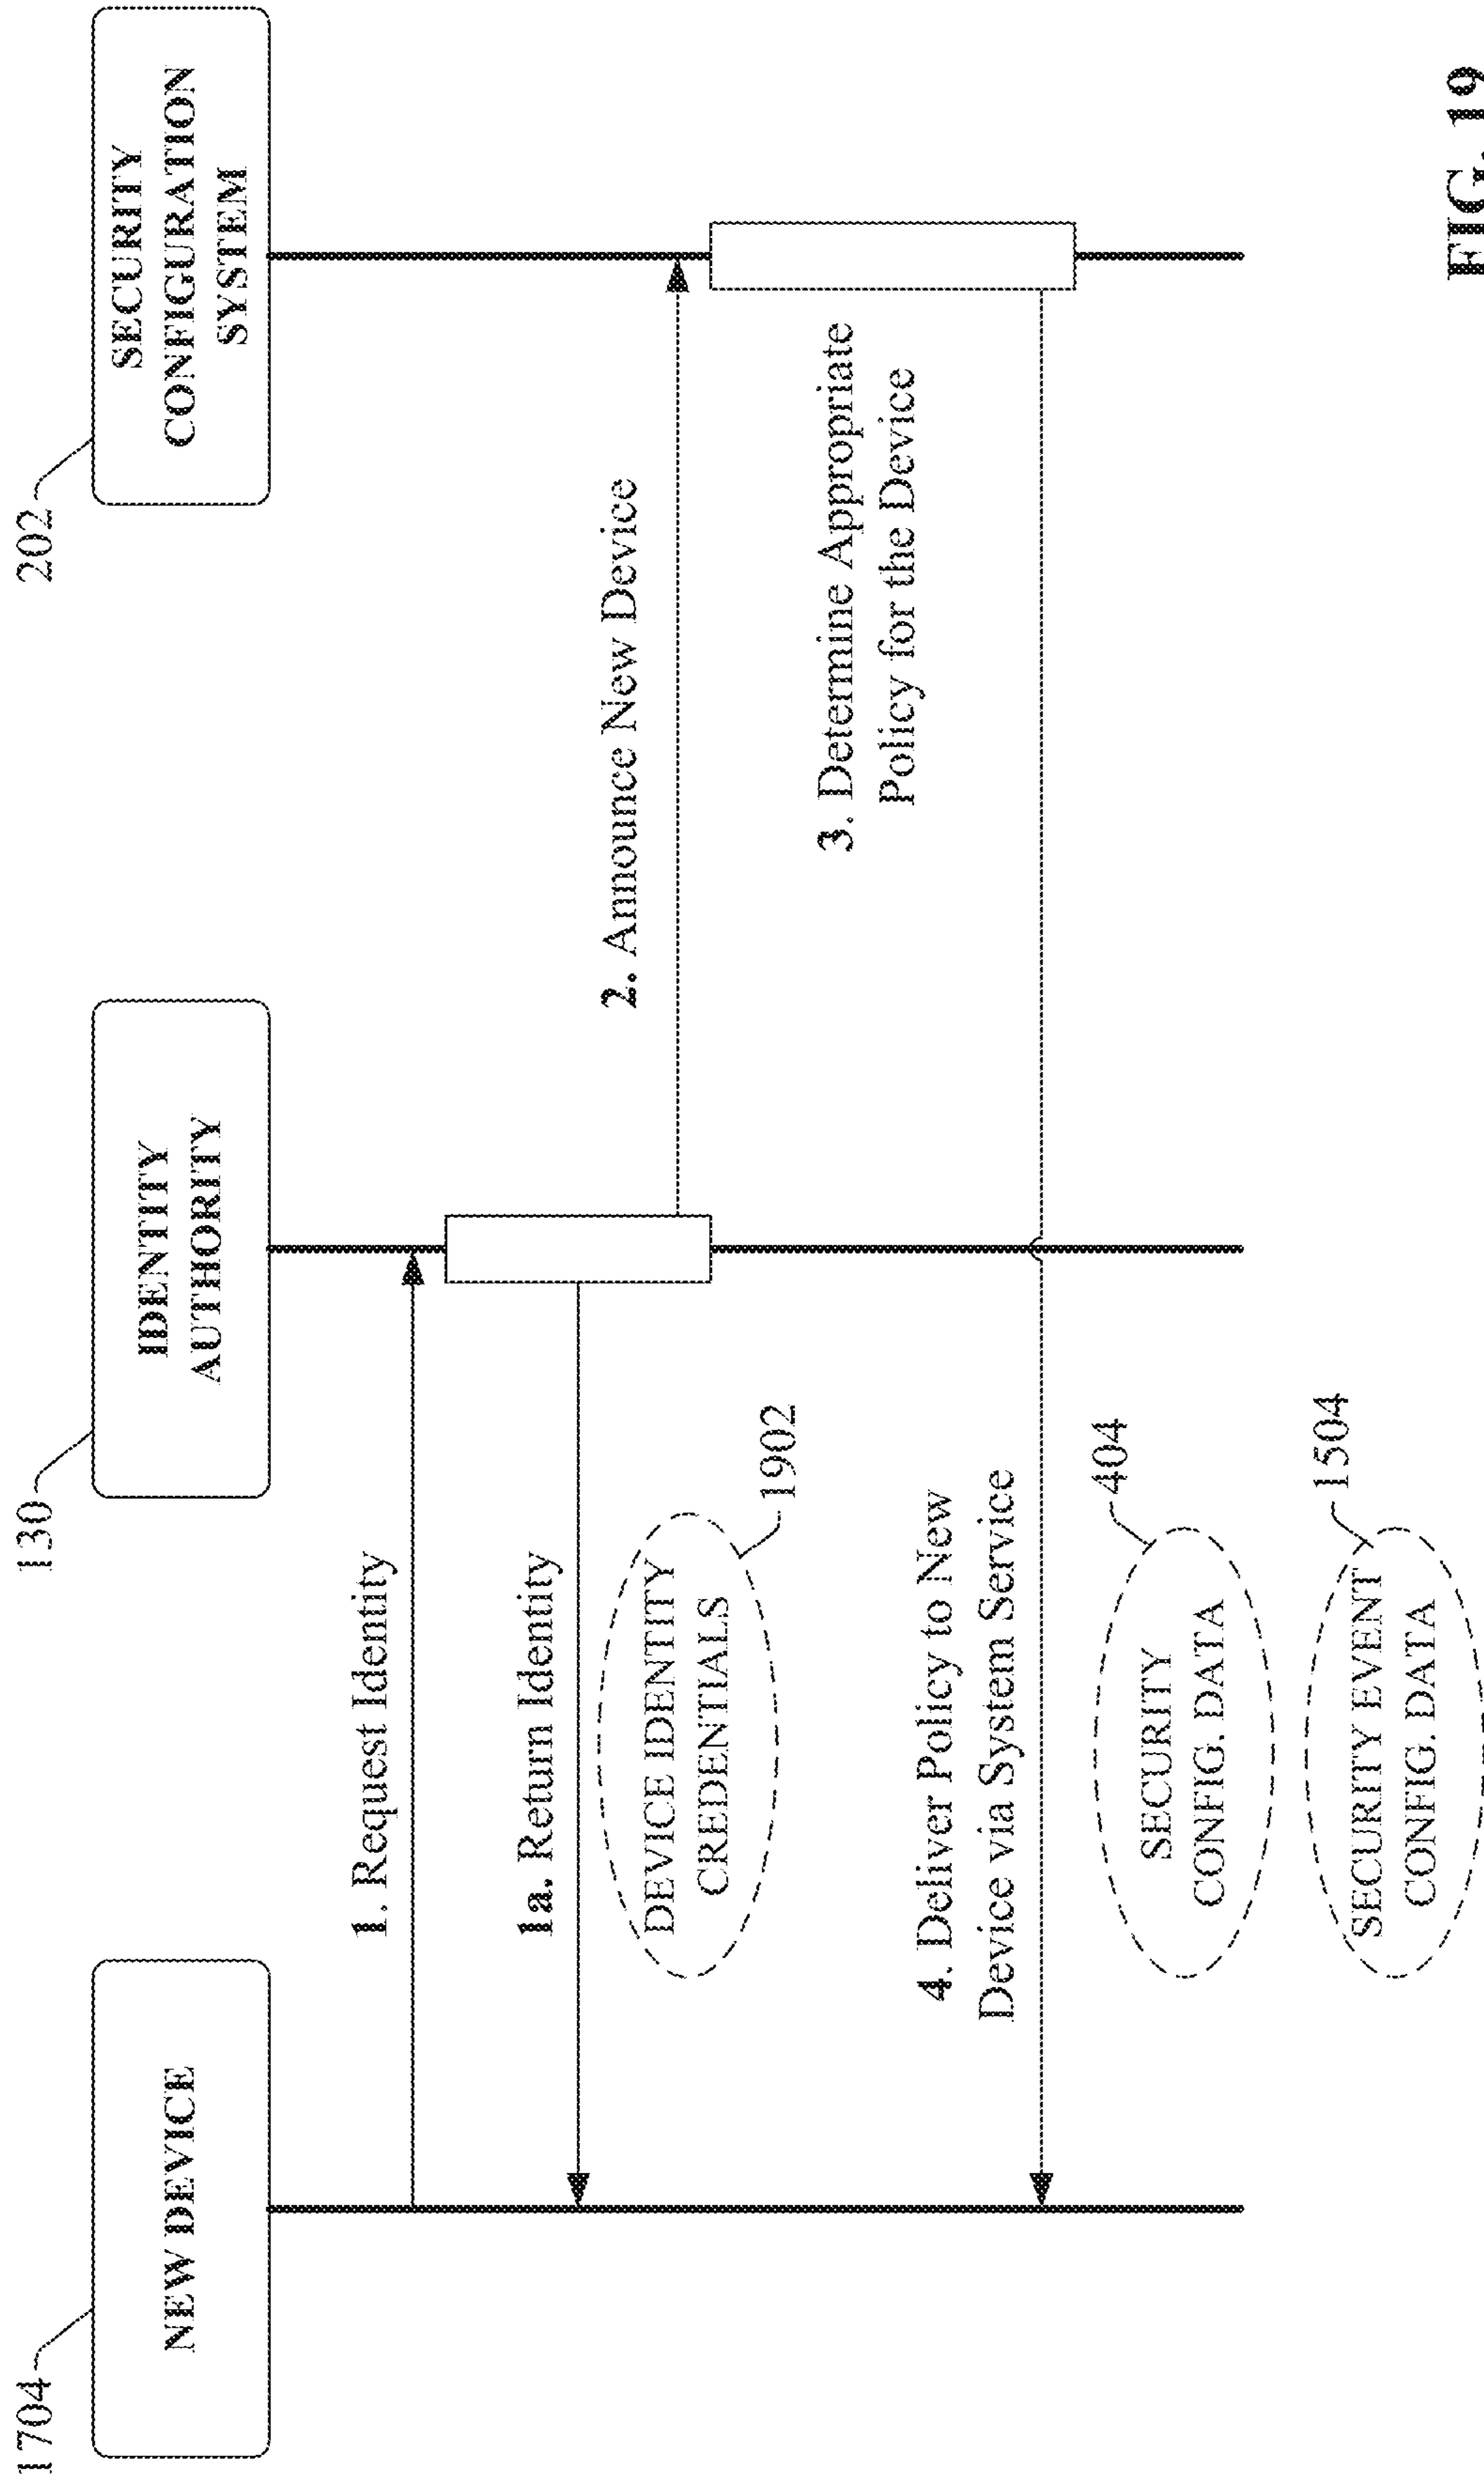 1704
NEW DEVICE
130
IDENTITY
AUTHORITY
202
SECURITY
CONFIGURATION
SYSTEM
1. Request Identity
1a. Return Identity
DEVICE IDENTITY
CREDENTIALS
1902
2. Announce New Device
3. Determine Appropriate
Policy for the Device
4. Deliver Policy to New
Device via System Service
SECURITY
CONFIG. DATA
404
SECURITY EVENT
CONFIG. DATA
1504
FIG. 19